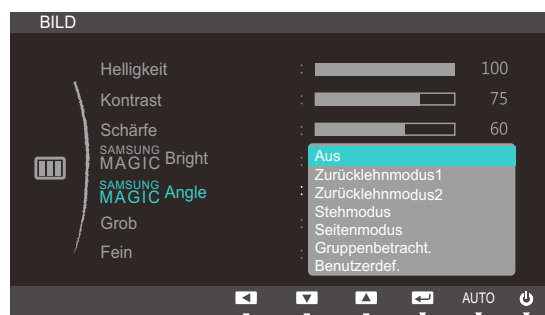 BILD
Helligkeit : 100
Kontrast : 75
Schärfe : 60
SAMSUNG MAGIC Bright :
SAMSUNG MAGIC Angle :
Grob :
Fein :
Aus
Zurücklehnmodus1
Zurücklehnmodus2
Stehmodus
Seitenmodus
Gruppenbetracht.
Benutzerdef.
AUTO